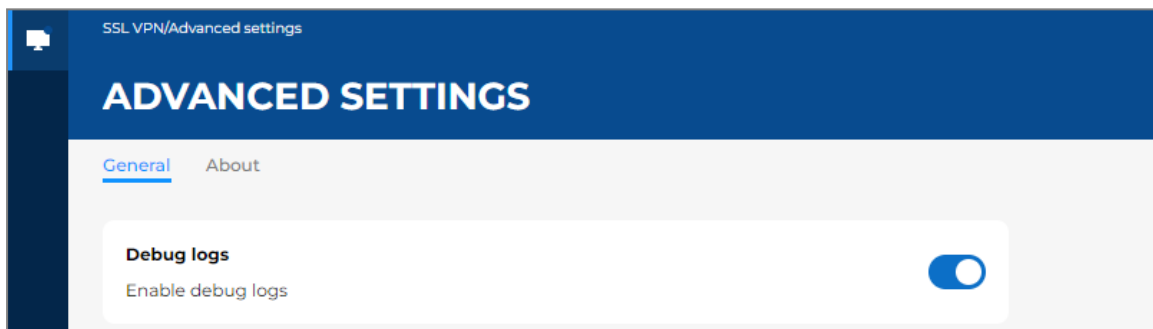 SSL VPN/Advanced settings
ADVANCED SETTINGS
General About
Debug logs
Enable debug logs